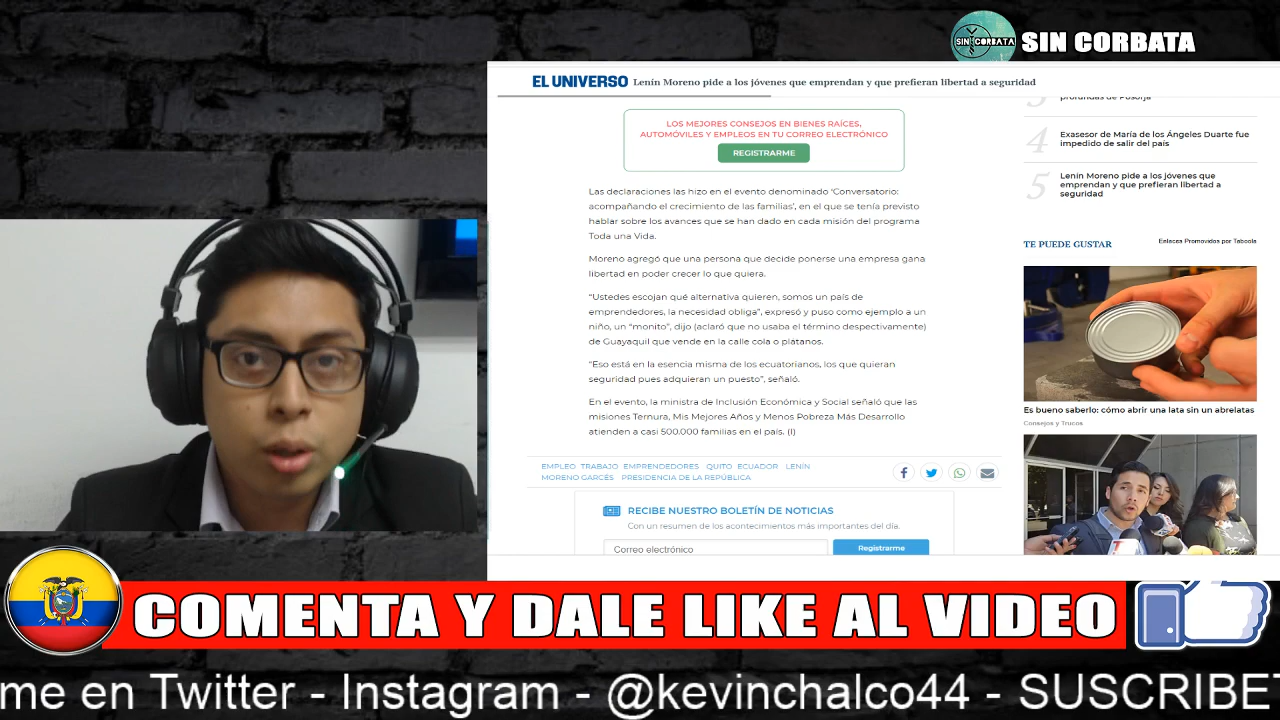 SIN CORBATA
SIN CORBATA
EL UNIVERSO Lenín Moreno pide a los jóvenes que emprendan y que prefieran libertad a seguridad
LOS MEJORES CONSEJOS EN BIENES RAÍCES,
AUTOMÓVILES Y EMPLEOS EN TU CORREO ELECTRÓNICO
REGISTRARME
Las declaraciones las hizo en el evento denominado 'Conversatorio:
acompañando el crecimiento de las familias', en el que se tenía previsto
hablar sobre los avances que se han dado en cada misión del programa
Toda una Vida.
Moreno agregó que una persona que decide ponerse una empresa gana
libertad en poder crecer lo que quiera.
“Ustedes escojan qué alternativa quieren, somos un país de
emprendedores, la necesidad obliga”, expresó y puso como ejemplo a un
niño, un “monito”, dijo (aclaró que no usaba el término despectivamente)
de Guayaquil que vende en la calle cola o plátanos.
“Eso está en la esencia misma de los ecuatorianos, los que quieran
seguridad pues adquieran un puesto”, señaló.
En el evento, la ministra de Inclusión Económica y Social señaló que las
misiones Ternura, Mis Mejores Años y Menos Pobreza Más Desarrollo
atienden a casi 500.000 familias en el país. (I)
EMPLEO TRABAJO EMPRENDEDORES QUITO ECUADOR LENÍN
MORENO GARCÉS PRESIDENCIA DE LA REPÚBLICA
RECIBE NUESTRO BOLETÍN DE NOTICIAS
Con un resumen de los acontecimientos más importantes del día.
Correo electrónico
Registrarme
3 profundas de Posorja
4 Exasesor de María de los Ángeles Duarte fue
impedido de salir del país
5 Lenín Moreno pide a los jóvenes que
emprendan y que prefieran libertad a
seguridad
TE PUEDE GUSTAR
Enlaces Promovidos por Taboola
Es bueno saberlo: cómo abrir una lata sin un abrelatas
Consejos y Trucos
COMENTA Y DALE LIKE AL VIDEO
me en Twitter - Instagram - @kevinchalco44 - SUSCRIBET